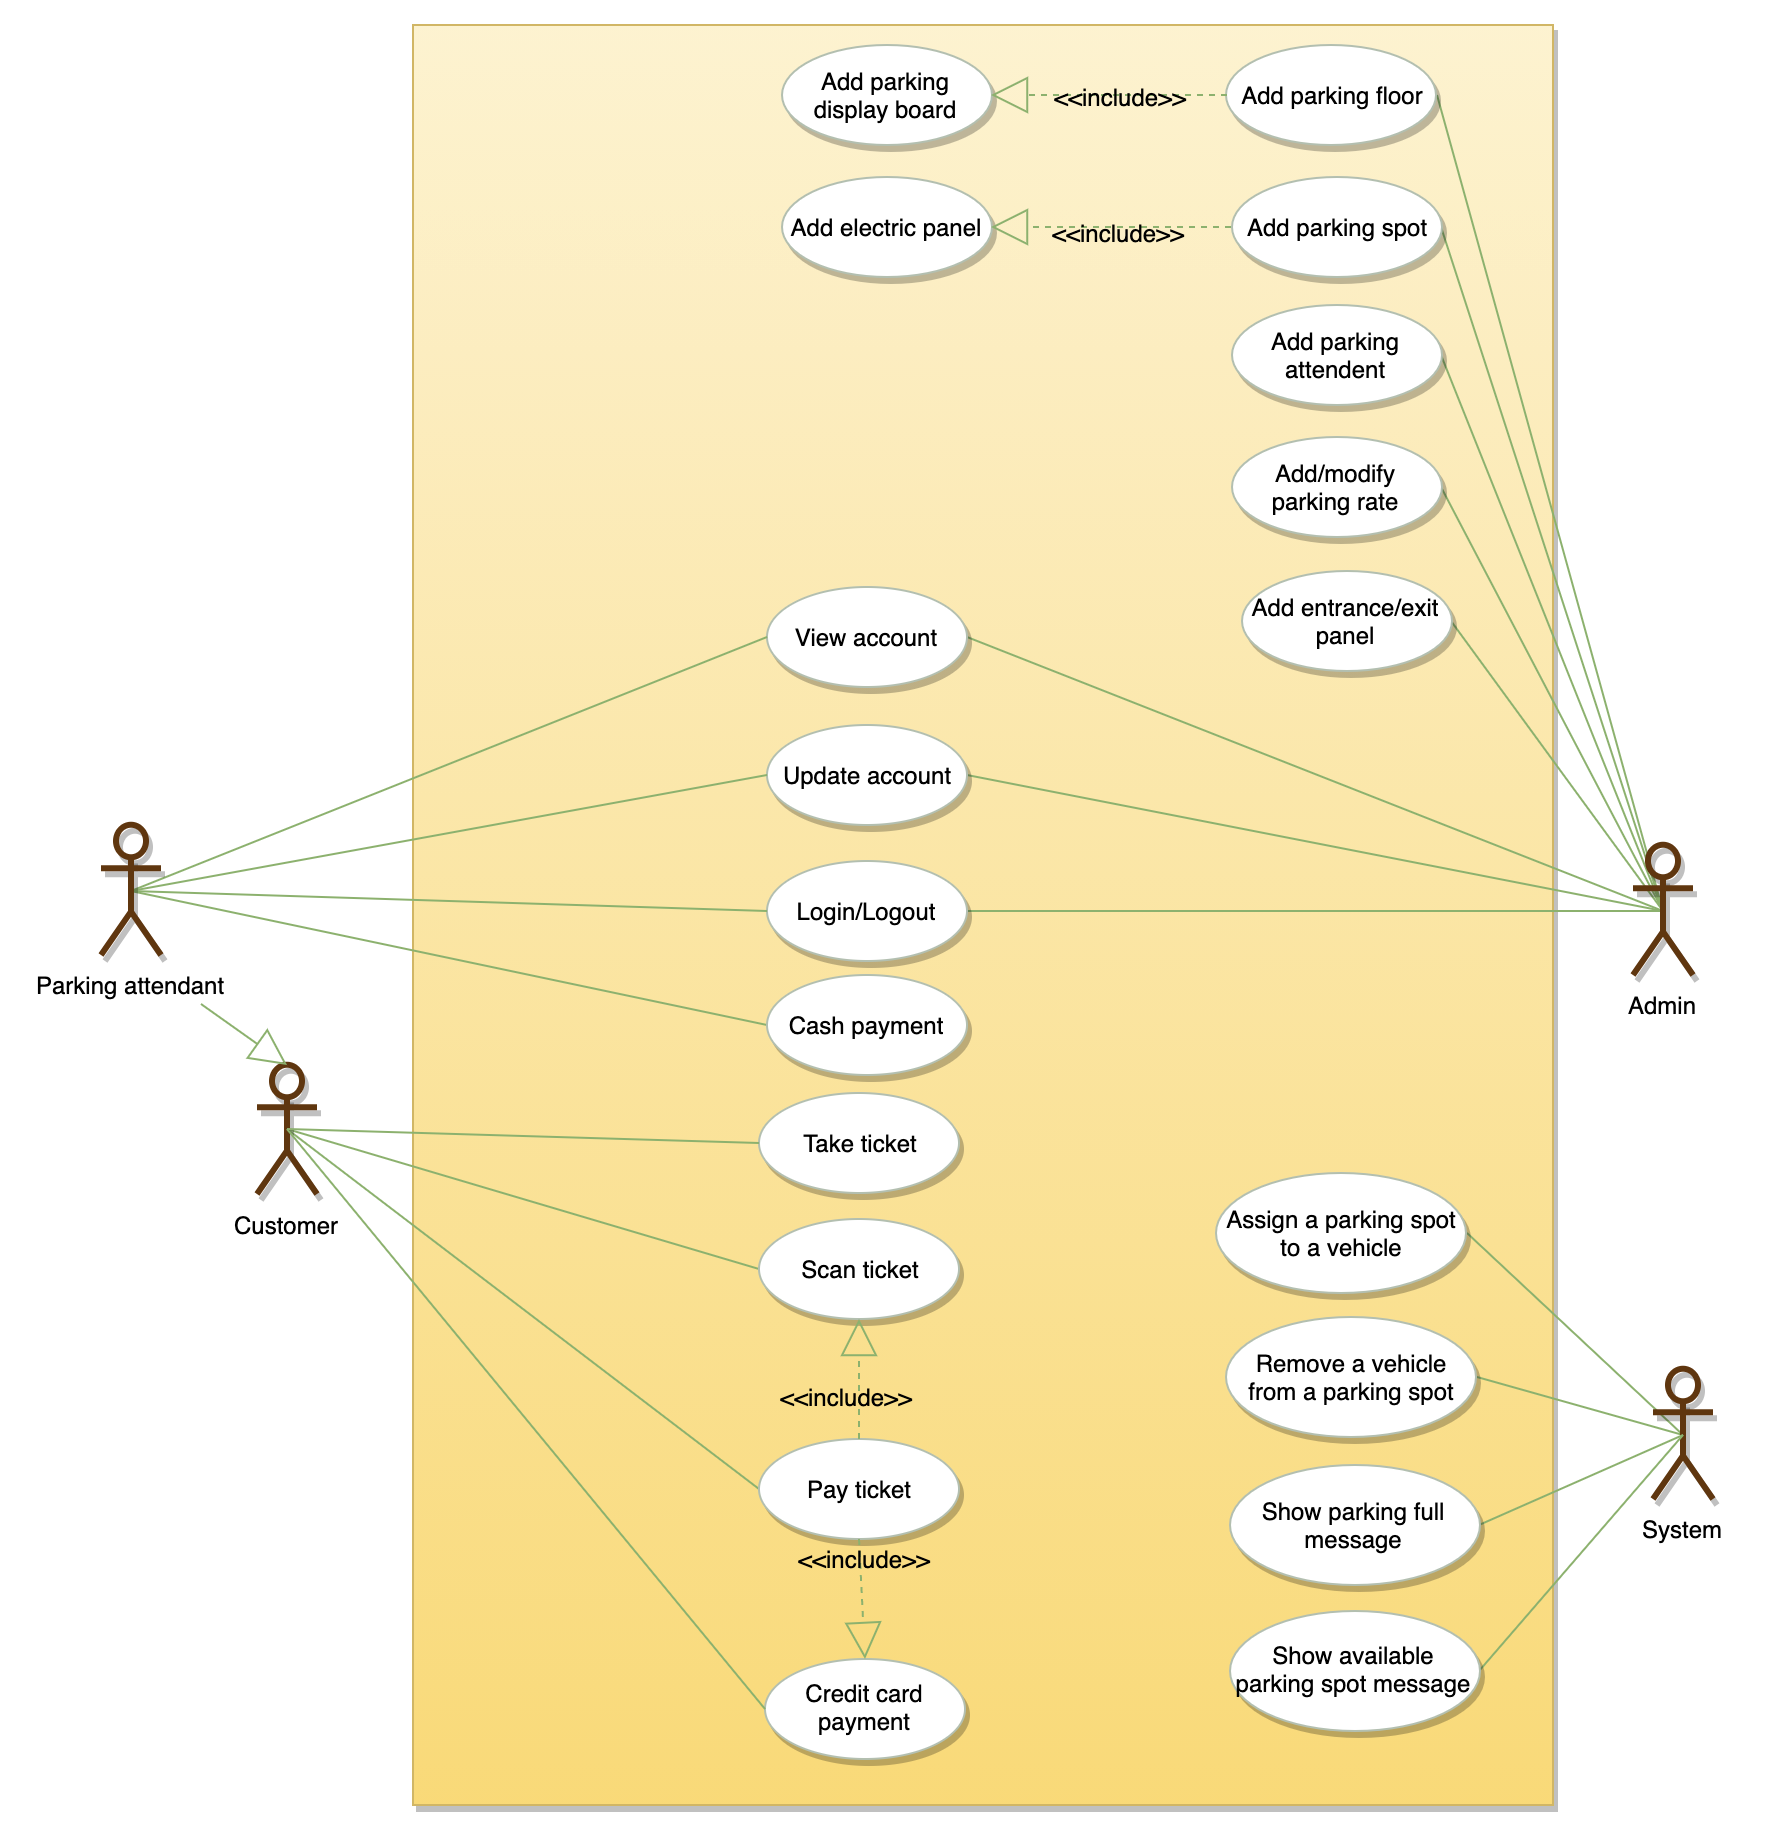 Add parking
display board
<<include>>
Add parking floor
Add electric panel
<<include>>
Add parking spot
Add parking
attendent
Add/modify
parking rate
Add entrance/exit
panel
View account
Update account
Login/Logout
Parking attendant
Admin
Cash payment
Take ticket
Customer
Scan ticket
Assign a parking spot
to a vehicle
<<include>>
Remove a vehicle
from a parking spot
Pay ticket
Show parking full
message
System
<<include>>
Credit card
payment
Show available
parking spot message